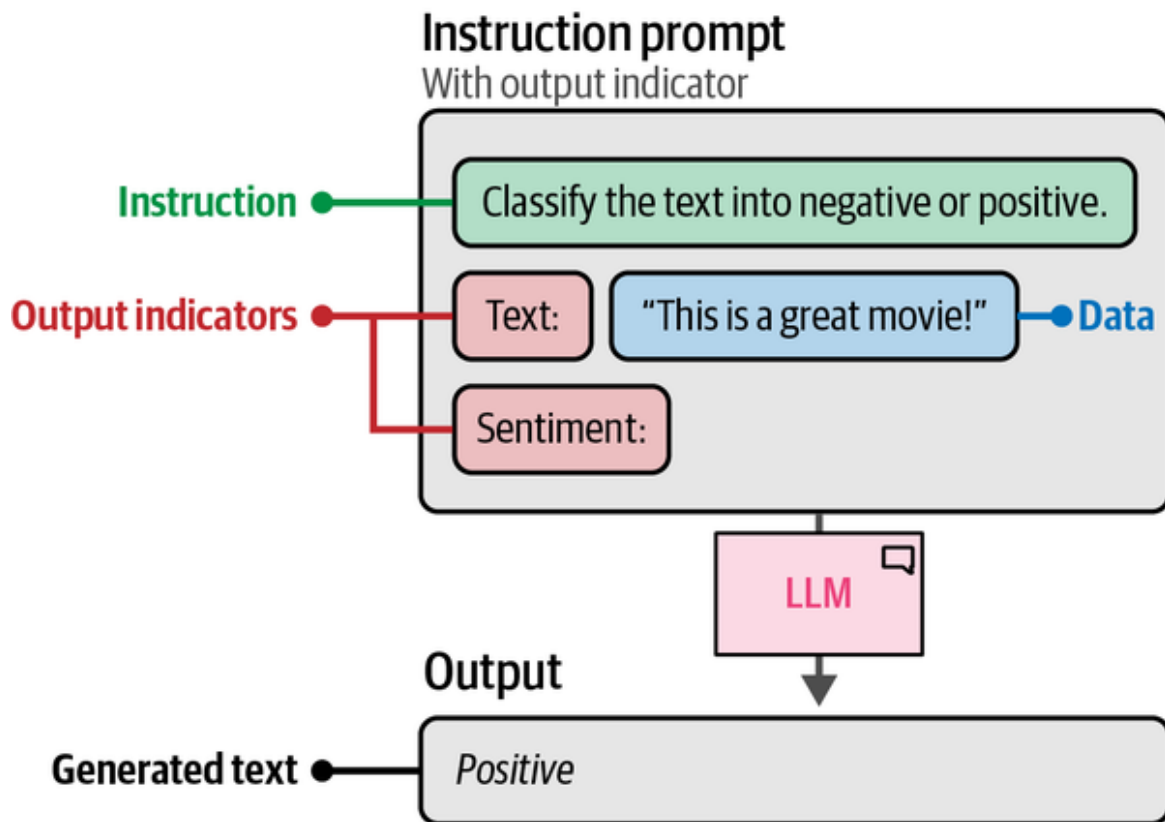 Instruction prompt
With output indicator
Instruction
Classify the text into negative or positive.
Output indicators
Text:
“This is a great movie!”
Data
Sentiment:
LLM
Output
Generated text
Positive